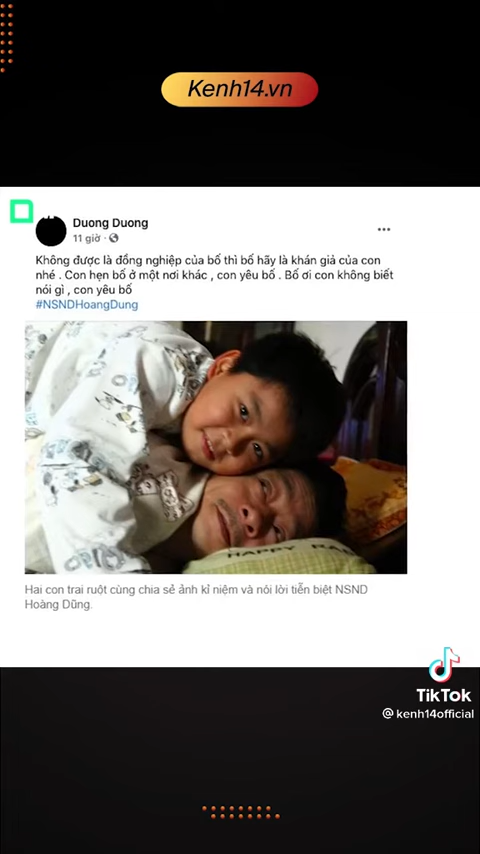 Kenh14.vn
Duong Duong
11 giờ ·
Không được là đồng nghiệp của bố thì bố hãy là khán giả của con
nhé . Con hẹn bố ở một nơi khác , con yêu bố . Bố ơi con không biết
nói gì , con yêu bố
#NSNDHoangDung
HAPPY
Hai con trai ruột cùng chia sẻ ảnh kỉ niệm và nói lời tiễn biệt NSND
Hoàng Dũng.
TikTok
@kenh14official